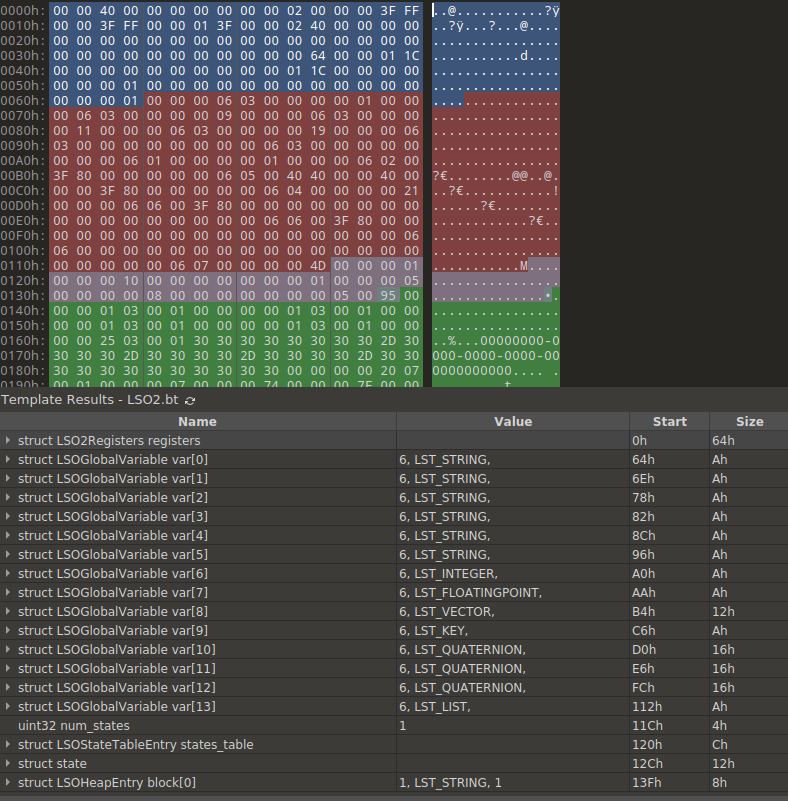 0000h: 00 00 40 00 00 00 00 00 00 00 02 00 00 00 3F FF ..@...........?ÿ
0010h: 00 00 3F FF 00 00 01 3F 00 00 02 40 00 00 00 00 ..?ÿ...?...@....
0020h: 00 00 00 00 00 00 00 00 00 00 00 00 00 00 00 00 ................
0030h: 00 00 00 00 00 00 00 00 00 00 00 64 00 00 01 1C ...........d....
0040h: 00 00 00 00 00 00 00 00 00 00 01 1C 00 00 00 00 ................
0050h: 00 00 00 01 00 00 00 00 00 00 00 00 00 00 00 00 ................
0060h: 00 00 00 01 00 00 00 06 03 00 00 00 00 01 00 00 ................
0070h: 00 06 03 00 00 00 00 09 00 00 00 06 03 00 00 00 ................
0080h: 00 11 00 00 00 06 03 00 00 00 00 19 00 00 00 06 ................
0090h: 03 00 00 00 00 00 00 00 00 06 03 00 00 00 00 00 ................
00A0h: 00 00 00 06 01 00 00 00 00 01 00 00 00 06 02 00 ................
00B0h: 3F 80 00 00 00 00 00 06 05 00 40 40 00 00 40 00 ?€........@@..@.
00C0h: 00 00 3F 80 00 00 00 00 00 06 04 00 00 00 00 21 ..?€...........!
00D0h: 00 00 00 06 06 00 3F 80 00 00 00 00 00 00 00 00 ......?€........
00E0h: 00 00 00 00 00 00 00 00 00 06 06 00 3F 80 00 00 ............?€..
00F0h: 00 00 00 00 00 00 00 00 00 00 00 00 00 00 00 06 ................
0100h: 06 00 00 00 00 00 00 00 00 00 00 00 00 00 00 00 ................
0110h: 00 00 00 00 00 06 07 00 00 00 00 4D 00 00 00 01 ...........M....
0120h: 00 00 00 10 00 00 00 00 00 00 00 01 00 00 00 05 ................
0130h: 00 00 00 00 08 00 00 00 00 00 00 00 05 00 95 00 ..............•.
0140h: 00 00 01 03 00 01 00 00 00 00 01 03 00 01 00 00 ................
0150h: 00 00 01 03 00 01 00 00 00 00 01 03 00 01 00 00 ................
0160h: 00 00 25 03 00 01 30 30 30 30 30 30 30 30 2D 30 ..%...00000000-0
0170h: 30 30 30 2D 30 30 30 30 2D 30 30 30 30 2D 30 30 000-0000-0000-00
0180h: 30 30 30 30 30 30 30 30 30 30 00 00 00 00 20 07 0000000000.... .
Template Results - LSO2.bt
Name Value Start Size
struct LSO2Registers registers 0h 64h
struct LSOGlobalVariable var[0] 6, LST_STRING, 64h Ah
struct LSOGlobalVariable var[1] 6, LST_STRING, 6Eh Ah
struct LSOGlobalVariable var[2] 6, LST_STRING, 78h Ah
struct LSOGlobalVariable var[3] 6, LST_STRING, 82h Ah
struct LSOGlobalVariable var[4] 6, LST_STRING, 8Ch Ah
struct LSOGlobalVariable var[5] 6, LST_STRING, 96h Ah
struct LSOGlobalVariable var[6] 6, LST_INTEGER, A0h Ah
struct LSOGlobalVariable var[7] 6, LST_FLOATINGPOINT, AAh Ah
struct LSOGlobalVariable var[8] 6, LST_VECTOR, B4h 12h
struct LSOGlobalVariable var[9] 6, LST_KEY, C6h Ah
struct LSOGlobalVariable var[10] 6, LST_QUATERNION, D0h 16h
struct LSOGlobalVariable var[11] 6, LST_QUATERNION, E6h 16h
struct LSOGlobalVariable var[12] 6, LST_QUATERNION, FCh 16h
struct LSOGlobalVariable var[13] 6, LST_LIST, 112h Ah
uint32 num_states 1 11Ch 4h
struct LSOStateTableEntry states_table 120h Ch
struct state 12Ch 12h
struct LSOHeapEntry block[0] 1, LST_STRING, 1 13Fh 8h